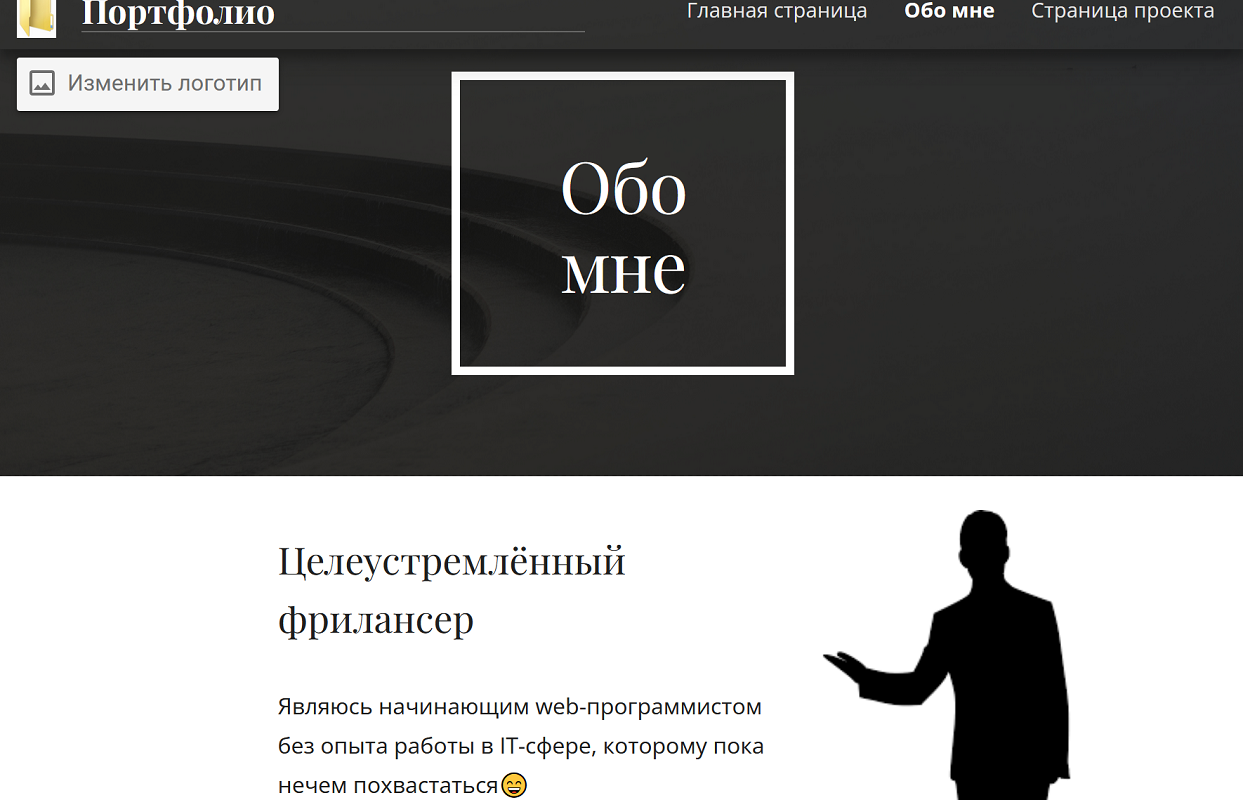 Портфолио
Главная страница Обо мне Страница проекта
Изменить логотип
Обо
мне
Целеустремлённый
фрилансер
Являюсь начинающим web-программистом
без опыта работы в IT-сфере, которому пока
нечем похвастаться😄